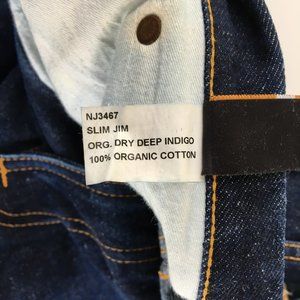 NJ3467
SLIM JIM
ORG. DRY DEEP INDIGO
100% ORGANIC COTTON